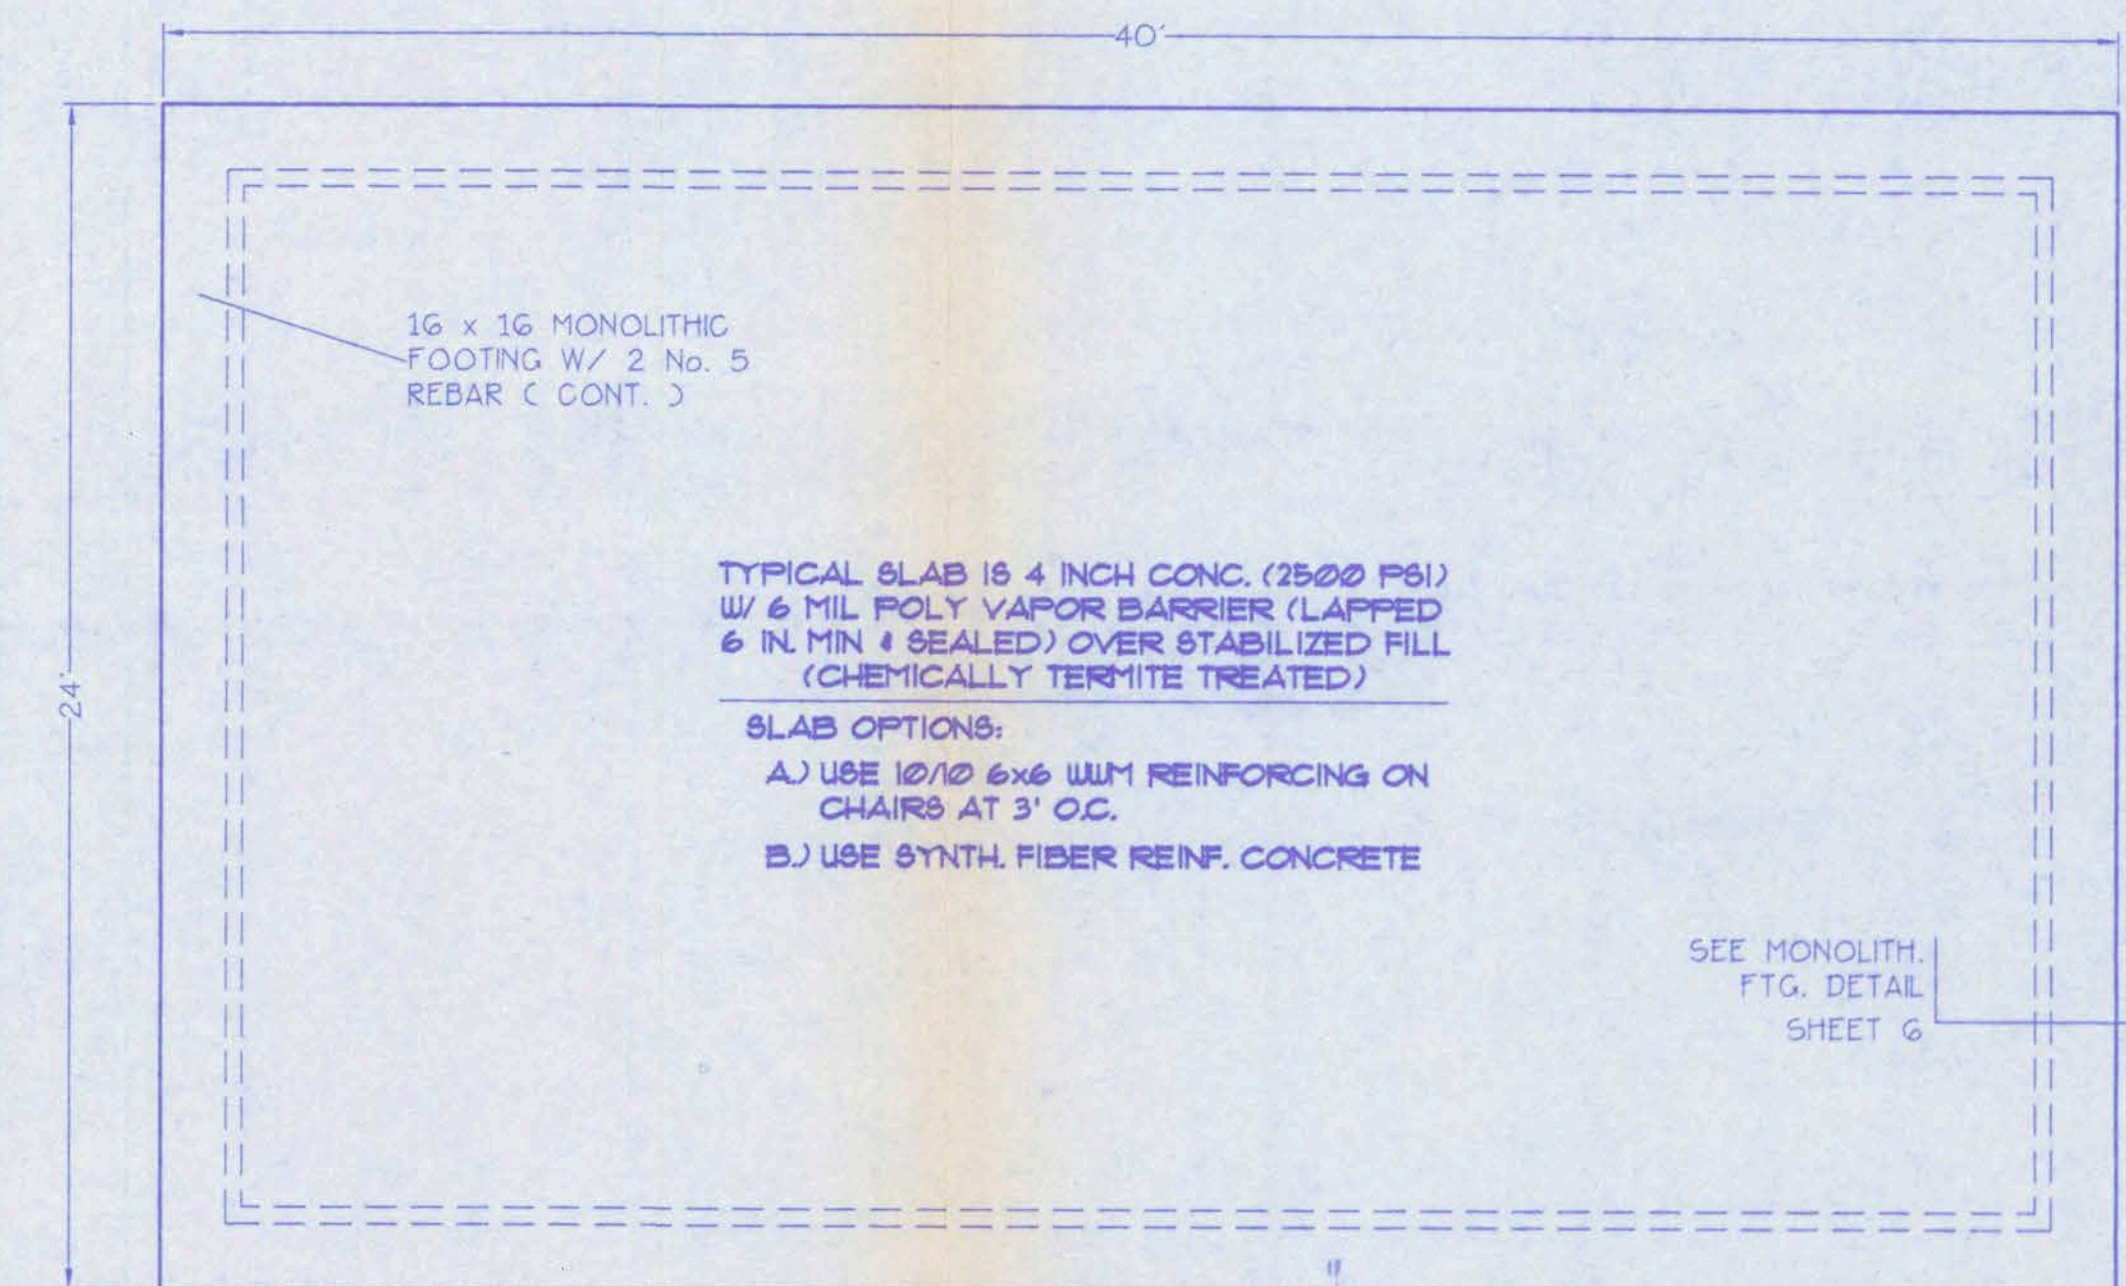 40'
24'
16 x 16 MONOLITHIC
FOOTING W/ 2 No. 5
REBAR ( CONT. )
TYPICAL SLAB IS 4 INCH CONC. (2500 PSI)
W/ 6 MIL POLY VAPOR BARRIER (LAPPED
6 IN. MIN & SEALED) OVER STABILIZED FILL
(CHEMICALLY TERMITE TREATED)
SLAB OPTIONS:
A.) USE 10/10 6x6 WWM REINFORCING ON
CHAIRS AT 3' O.C.
B.) USE SYNTH. FIBER REINF. CONCRETE
SEE MONOLITH.
FTG. DETAIL
SHEET 6